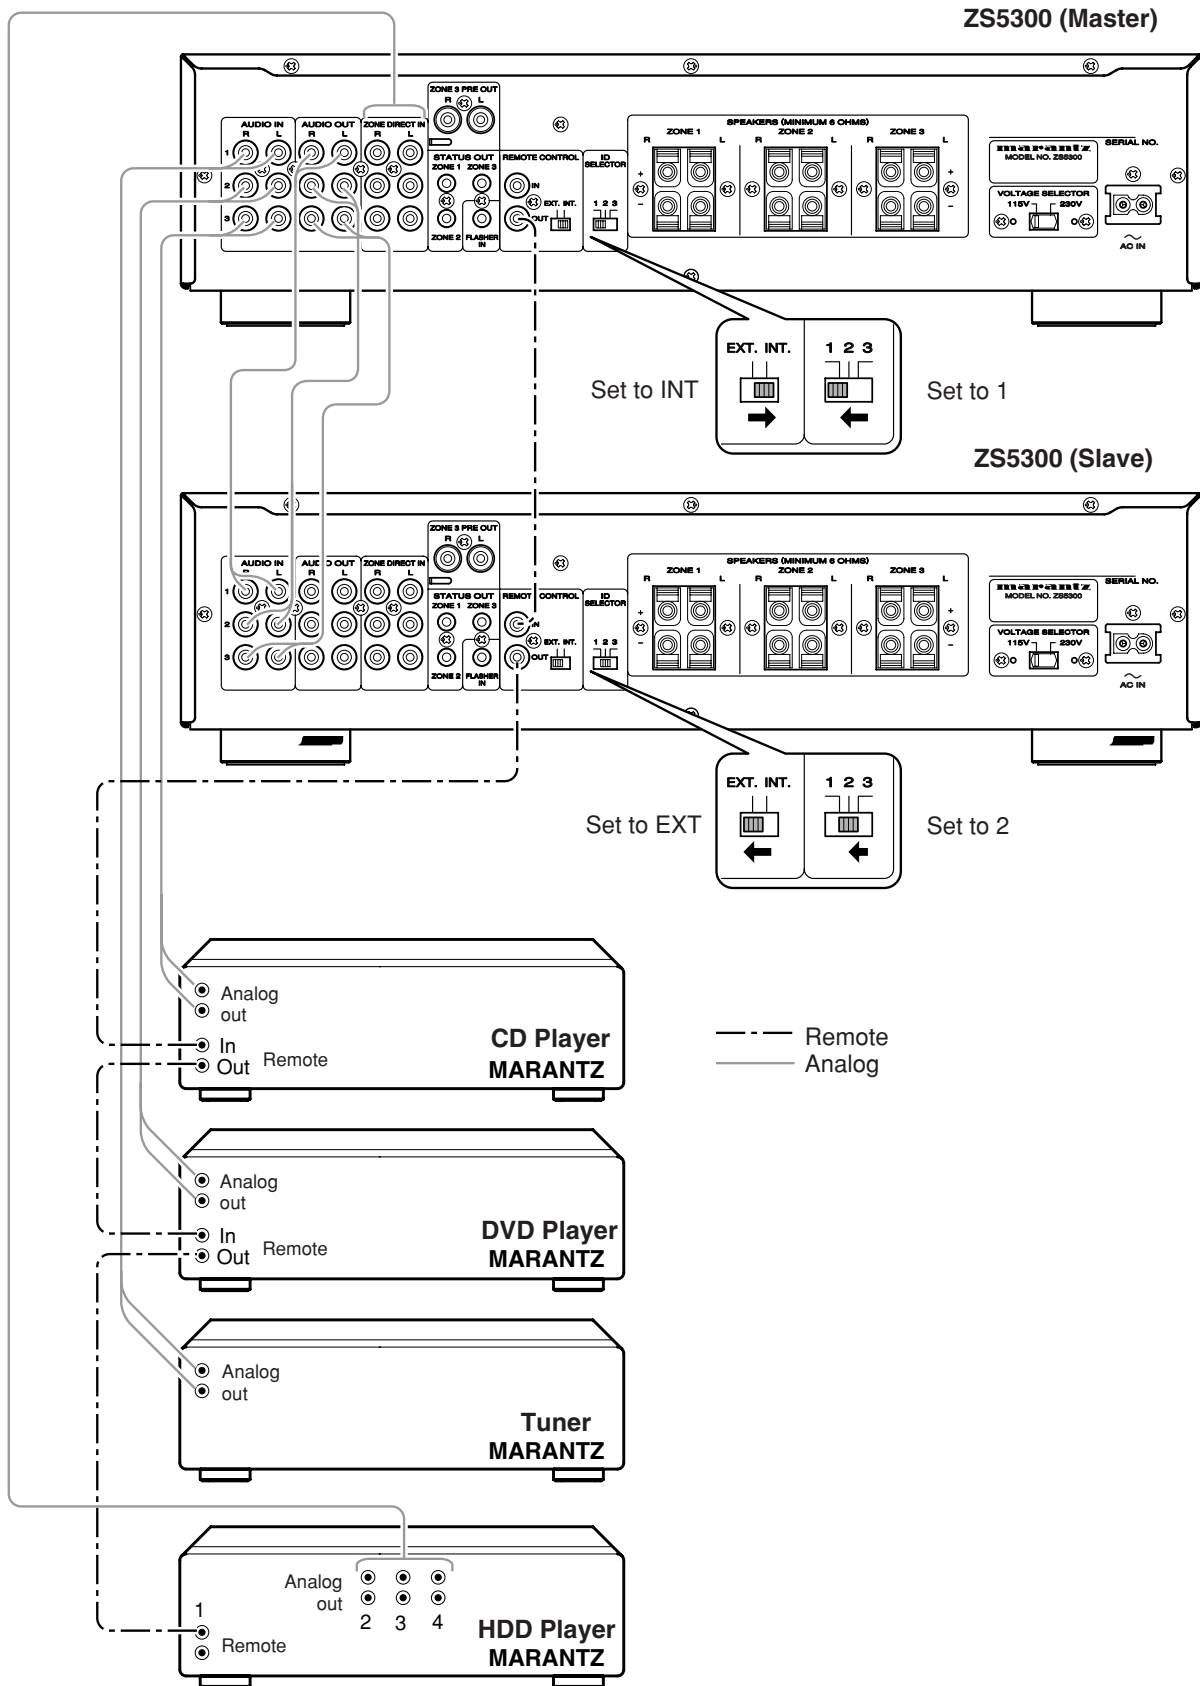 ZS5300 (Master)
ZONE 3 PRE OUT
R L
AUDIO IN AUDIO OUT ZONE DIRECT IN
R L R L R L
1
2
3
STATUS OUT
ZONE 1 ZONE 3
ZONE 2 FLASHER IN
REMOTE CONTROL
IN
OUT
EXT. INT.
ID SELECTOR
1 2 3
SPEAKERS (MINIMUM 6 OHMS)
R ZONE 1 L R ZONE 2 L R ZONE 3 L
+
−
marantz
MODEL NO. ZS5300
SERIAL NO.
VOLTAGE SELECTOR
115V 230V
AC IN
EXT. INT. 1 2 3
Set to INT Set to 1
ZS5300 (Slave)
ZONE 3 PRE OUT
R L
AUDIO IN AUDIO OUT ZONE DIRECT IN
R L R L R L
1
2
3
STATUS OUT
ZONE 1 ZONE 3
ZONE 2 FLASHER IN
REMOT CONTROL
IN
OUT
EXT. INT.
ID SELECTOR
1 2 3
SPEAKERS (MINIMUM 6 OHMS)
R ZONE 1 L R ZONE 2 L R ZONE 3 L
+
−
marantz
MODEL NO. ZS5300
SERIAL NO.
VOLTAGE SELECTOR
115V 230V
AC IN
EXT. INT. 1 2 3
Set to EXT Set to 2
Analog
out
In
Out Remote
CD Player
MARANTZ
Remote
Analog
Analog
out
In
Out Remote
DVD Player
MARANTZ
Analog
out
Tuner
MARANTZ
Analog
out
2 3 4
1
Remote
HDD Player
MARANTZ